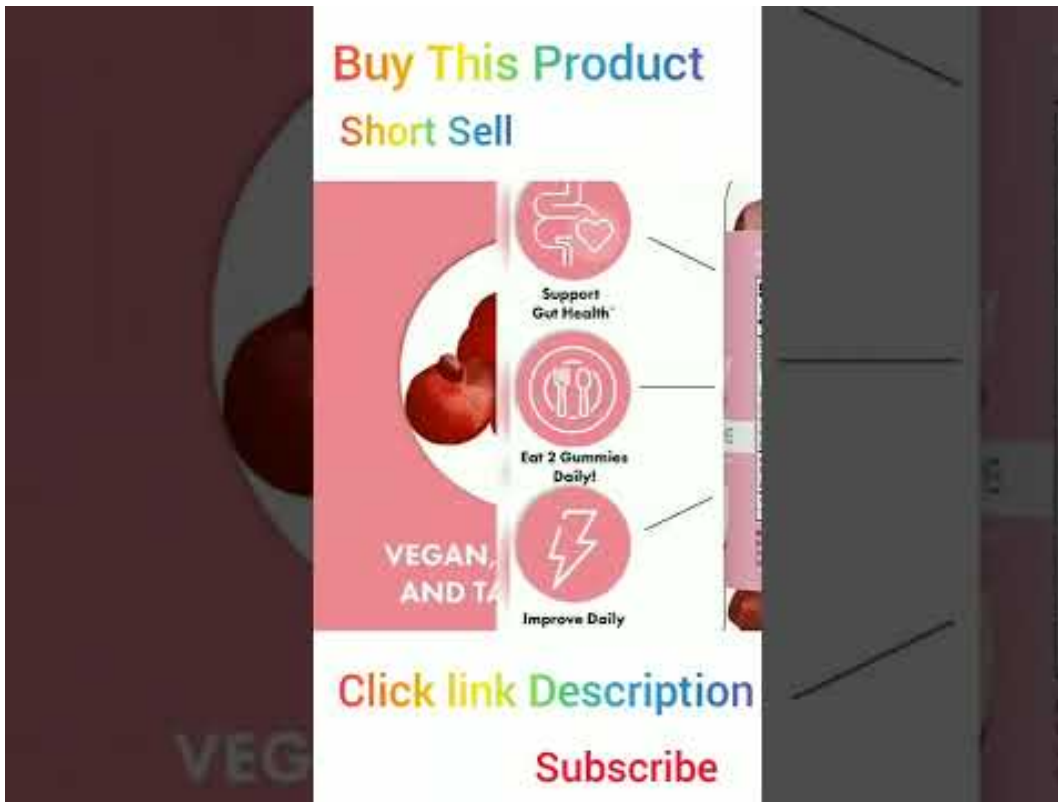 Buy This Product
Short Sell
Support
Gut Health*
Eat 2 Gummies
Daily!
VEGAN,
AND TA
Improve Daily
Click link Description
Subscribe
VEG